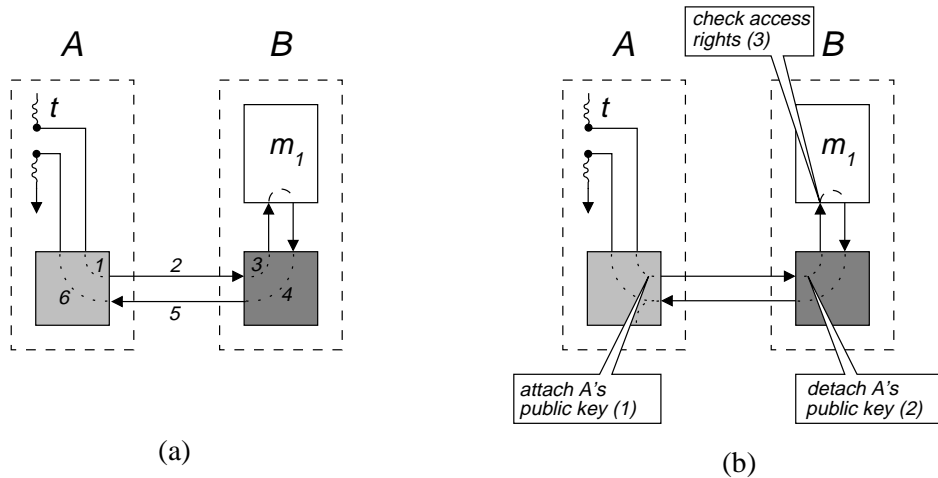 A
B
t
m1
1
2
3
4
5
6
(a)
check access
rights (3)
A
B
t
m1
attach A's
public key (1)
detach A's
public key (2)
(b)